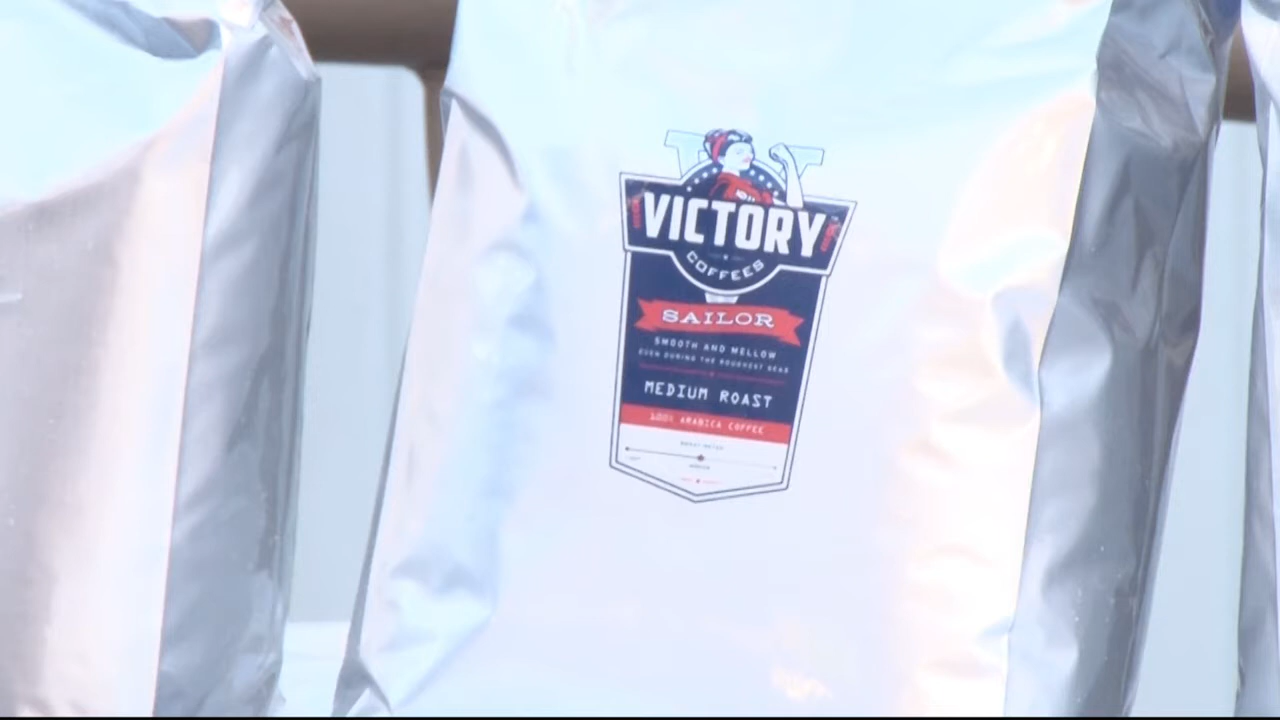 VICTORY
COFFEES
SAILOR
SMOOTH AND MELLOW
EVEN DURING THE ROUGHEST SEAS
MEDIUM ROAST
100% ARABICA COFFEE